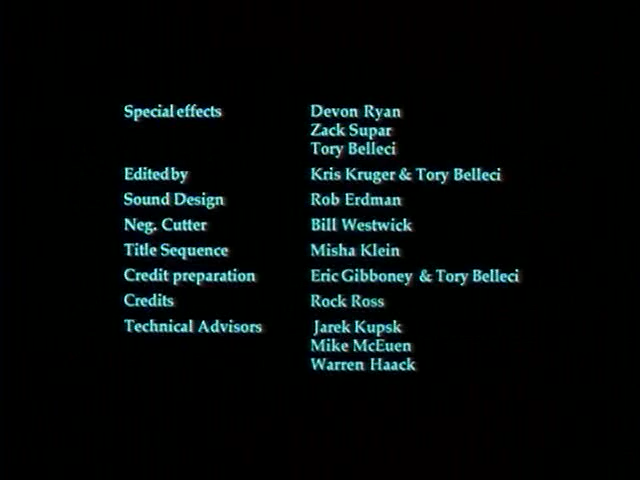 Special effects Devon Ryan
Zack Supar
Tory Belleci
Edited by Kris Kruger & Tory Belleci
Sound Design Rob Erdman
Neg. Cutter Bill Westwick
Title Sequence Misha Klein
Credit preparation Eric Gibboney & Tory Belleci
Credits Rock Ross
Technical Advisors Jarek Kupsk
Mike McEuen
Warren Haack